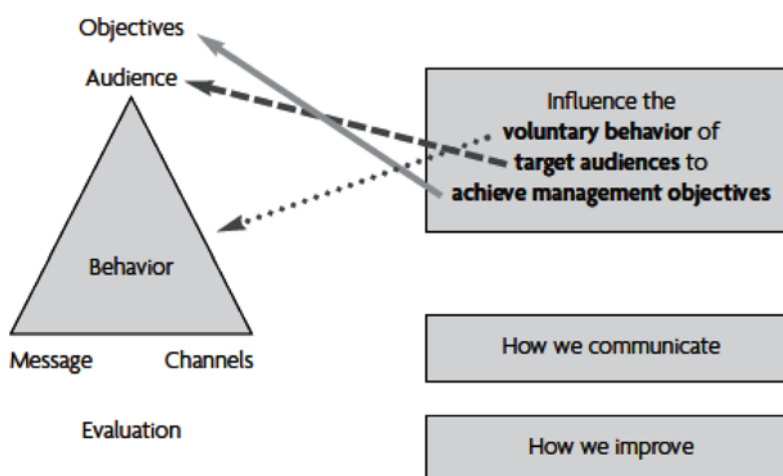 Objectives
Audience
Behavior
Message
Channels
Evaluation
Influence the
voluntary behavior of
target audiences to
achieve management objectives
How we communicate
How we improve